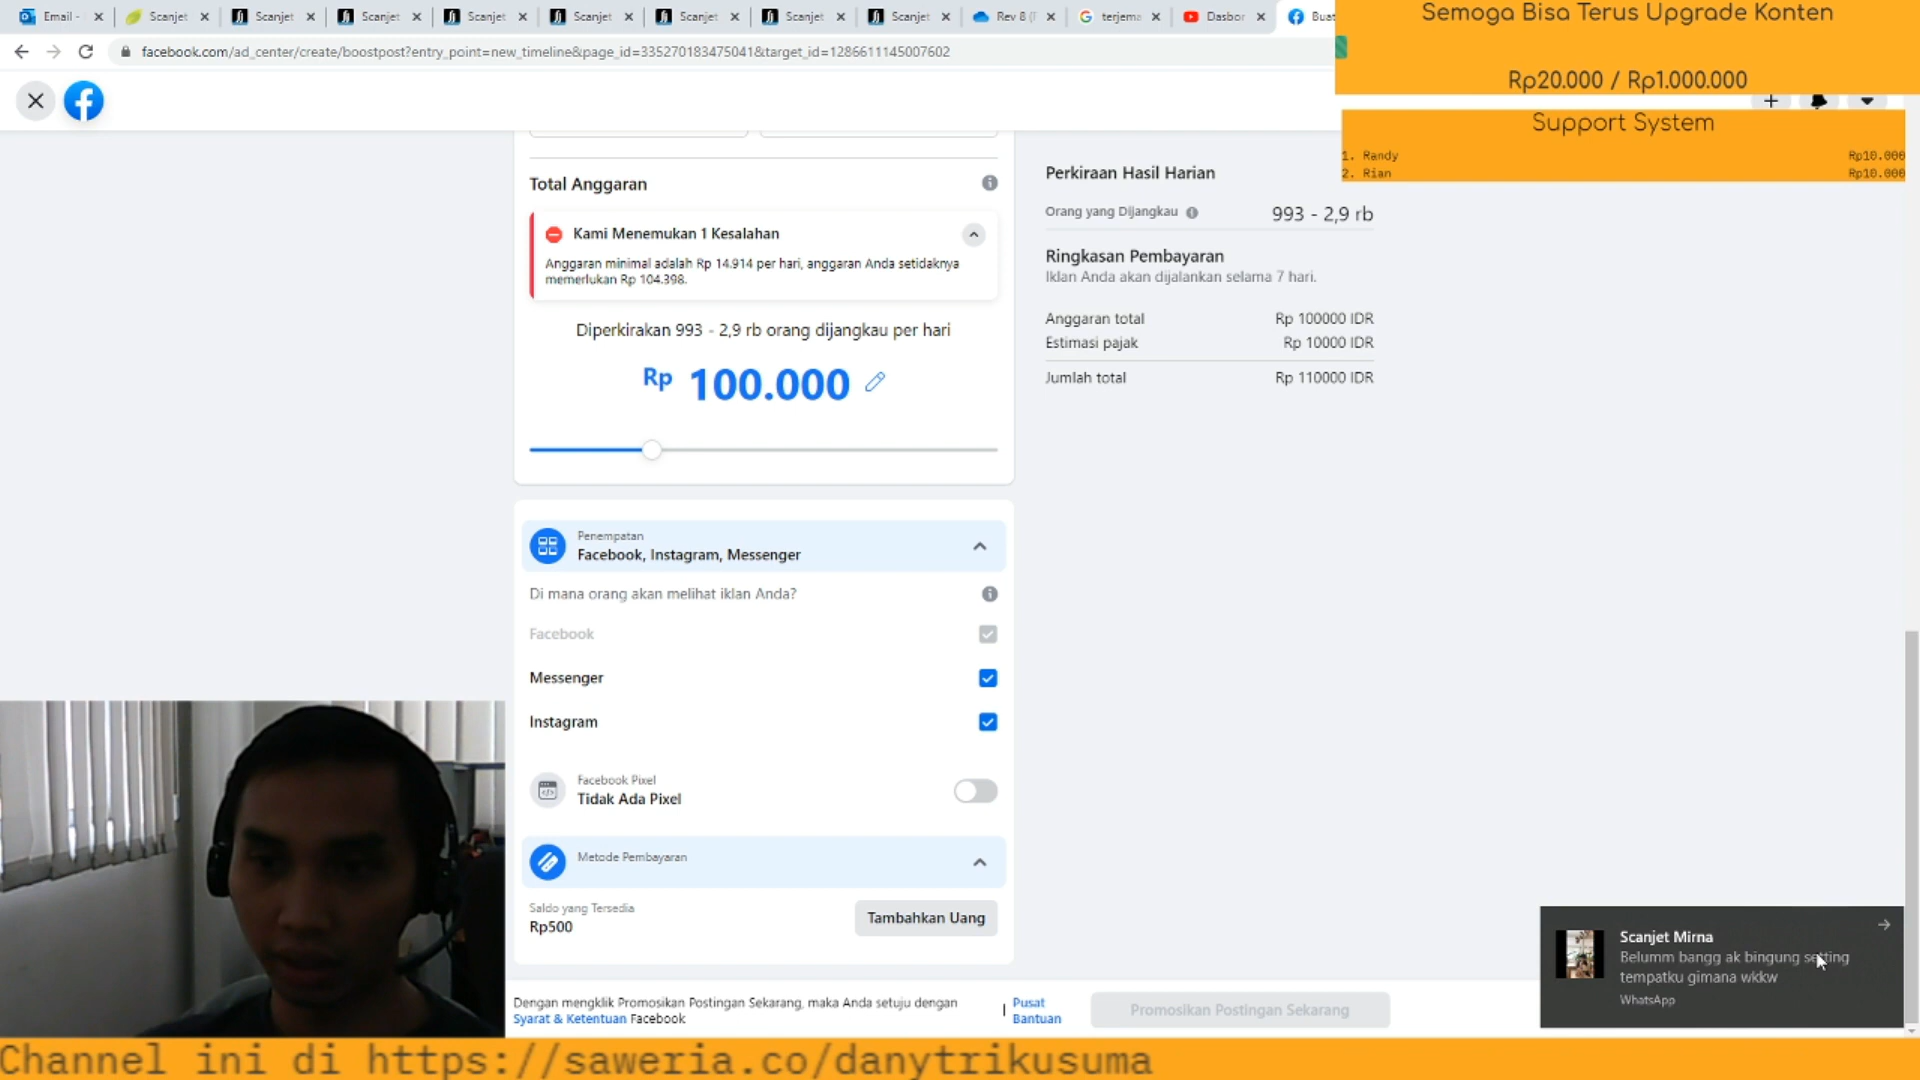 Email -
Scanjet
Scanjet
Scanjet
Scanjet
Scanjet
Scanjet
Scanjet
Scanjet
Rev 8 (I
terjema
Dasbor
Buat
Semoga Bisa Terus Upgrade Konten
facebook.com/ad_center/create/boostpost?entry_point=new_timeline&page_id=335270183475041&target_id=1286611145007602
Rp20.000 / Rp1.000.000
Support System
1. Randy Rp10.000
2. Rian Rp10.000
Total Anggaran
Kami Menemukan 1 Kesalahan
Anggaran minimal adalah Rp 14.914 per hari, anggaran Anda setidaknya
memerlukan Rp 104.398.
Diperkirakan 993 - 2,9 rb orang dijangkau per hari
Rp 100.000
Perkiraan Hasil Harian
Orang yang Dijangkau 993 - 2,9 rb
Ringkasan Pembayaran
Iklan Anda akan dijalankan selama 7 hari.
Anggaran total Rp 100000 IDR
Estimasi pajak Rp 10000 IDR
Jumlah total Rp 110000 IDR
Penempatan
Facebook, Instagram, Messenger
Di mana orang akan melihat iklan Anda?
Facebook
Messenger
Instagram
Facebook Pixel
Tidak Ada Pixel
Metode Pembayaran
Saldo yang Tersedia
Rp500
Tambahkan Uang
Dengan mengklik Promosikan Postingan Sekarang, maka Anda setuju dengan
Syarat & Ketentuan Facebook
Pusat
Bantuan
Promosikan Postingan Sekarang
Scanjet Mirna
Belumm bangg ak bingung setting
tempatku gimana wkkw
WhatsApp
Channel ini di https://saweria.co/danytrikusuma